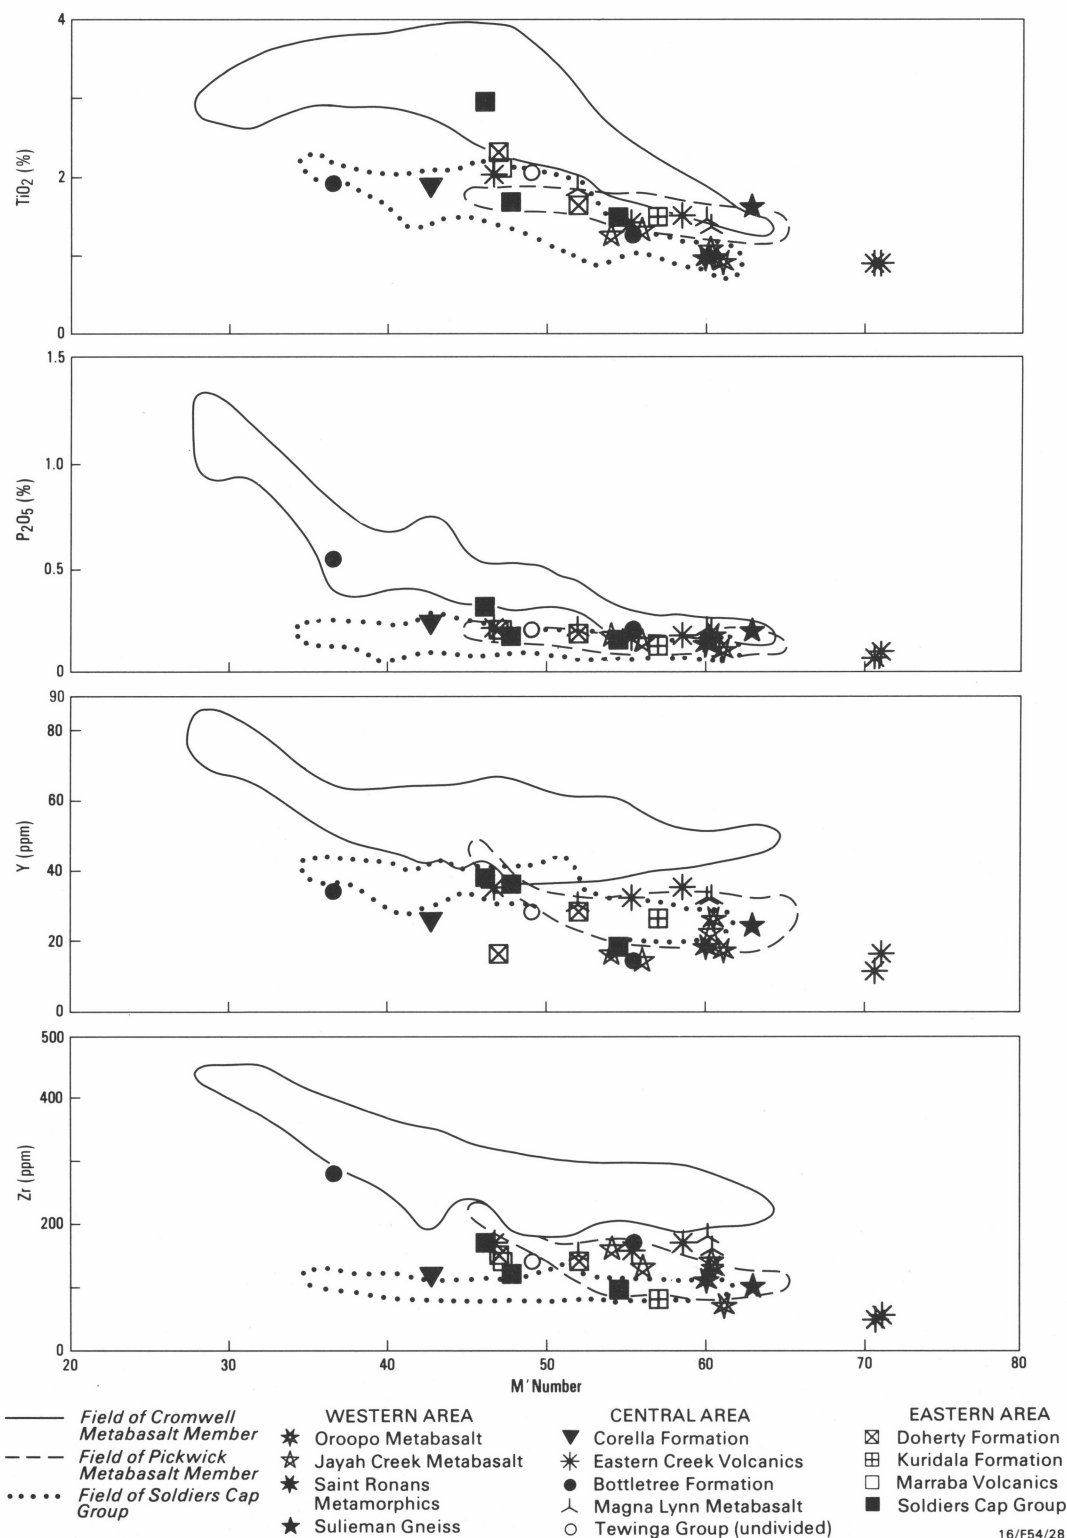 4
2
0
TiO2 (%)
1.5
1.0
0.5
0
P2O5 (%)
90
80
60
40
20
0
Y (ppm)
500
400
200
0
Zr (ppm)
20 30 40 50 60 70 80
M' Number
Field of Cromwell
Metabasalt Member
Field of Pickwick
Metabasalt Member
Field of Soldiers Cap
Group
WESTERN AREA
Oroopo Metabasalt
Jayah Creek Metabasalt
Saint Ronans
Metamorphics
Sulieman Gneiss
CENTRAL AREA
Corella Formation
Eastern Creek Volcanics
Bottletree Formation
Magna Lynn Metabasalt
Tewinga Group (undivided)
EASTERN AREA
Doherty Formation
Kuridala Formation
Marraba Volcanics
Soldiers Cap Group
16/F54/28